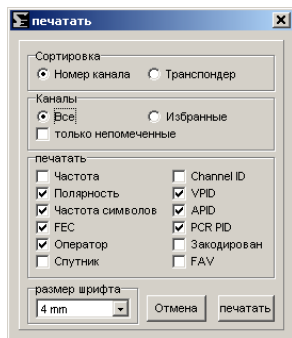 печатать
Сортировка
Номер канала Транспондер
Каналы
Все Избранные
только непомеченные
печатать
Частота Channel ID
Полярность VPID
Частота символов APID
FEC PCR PID
Оператор Закодирован
Спутник FAV
размер шрифта
4 mm Отмена печатать